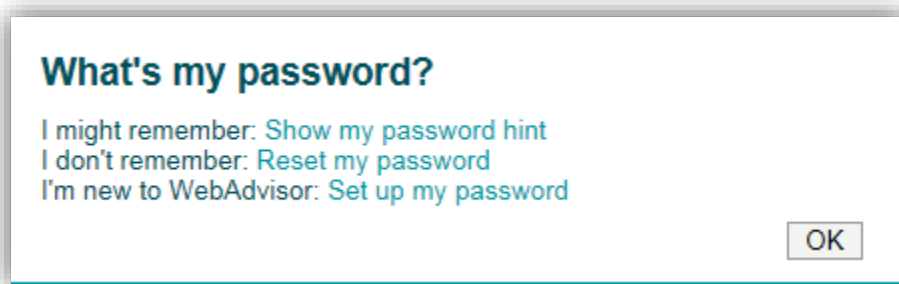 What's my password?
I might remember: Show my password hint
I don't remember: Reset my password
I'm new to WebAdvisor: Set up my password
OK